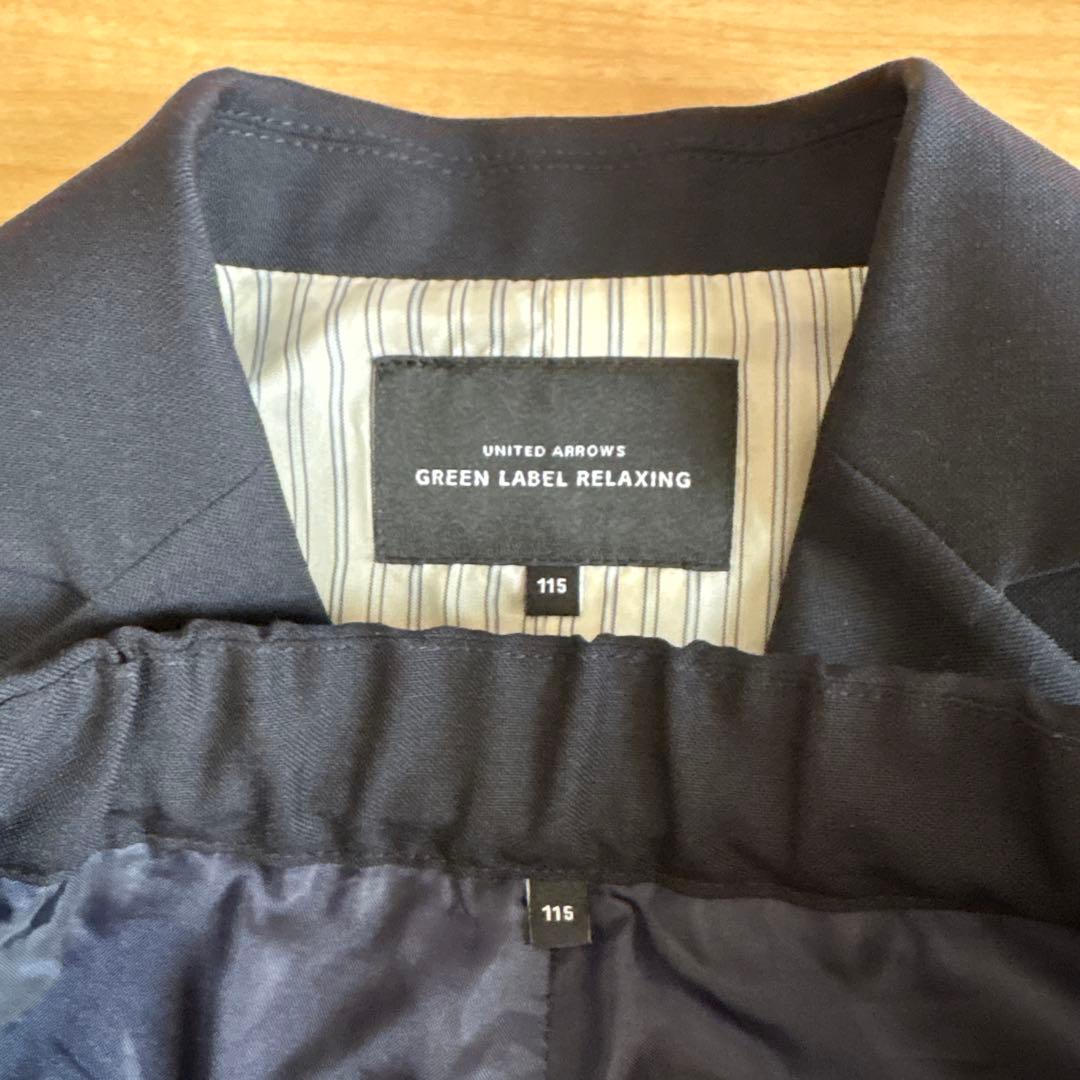 UNITED ARROWS
GREEN LABEL RELAXING
115
115